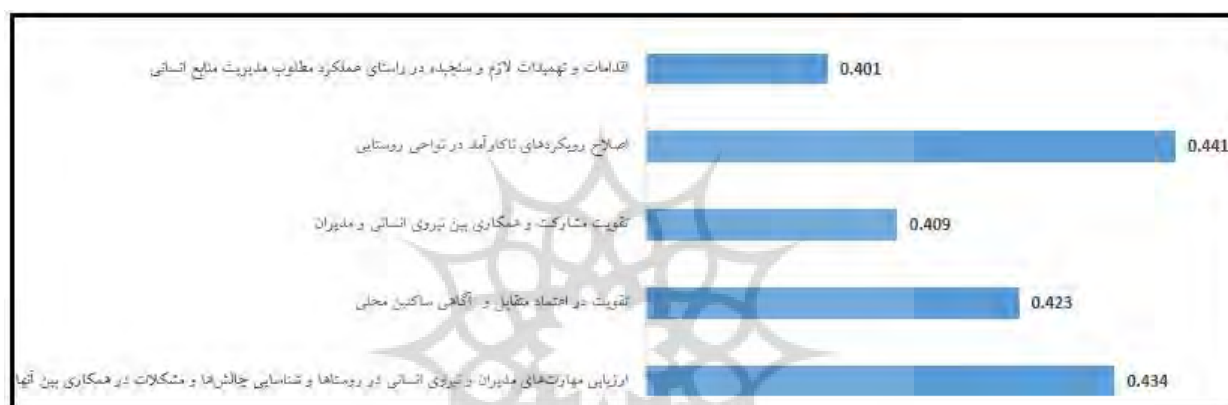 اقدامات و تمهیدات لازم و سنجیده در راستای عملکرد مطلوب مدیریت منابع انسانی
0.401
اصلاح رویکردهای ناکارآمد در نواحی روستایی
0.441
تقویت مشارکت و همکاری بین نیروی انسانی و مدیران
0.409
تقویت در اعتماد متقابل و آگاهی ساکنین محلی
0.423
ارزیابی مهارت‌های مدیران و نیروی انسانی در روستاها و شناسایی چالش‌ها و مشکلات در همکاری بین آنها
0.434